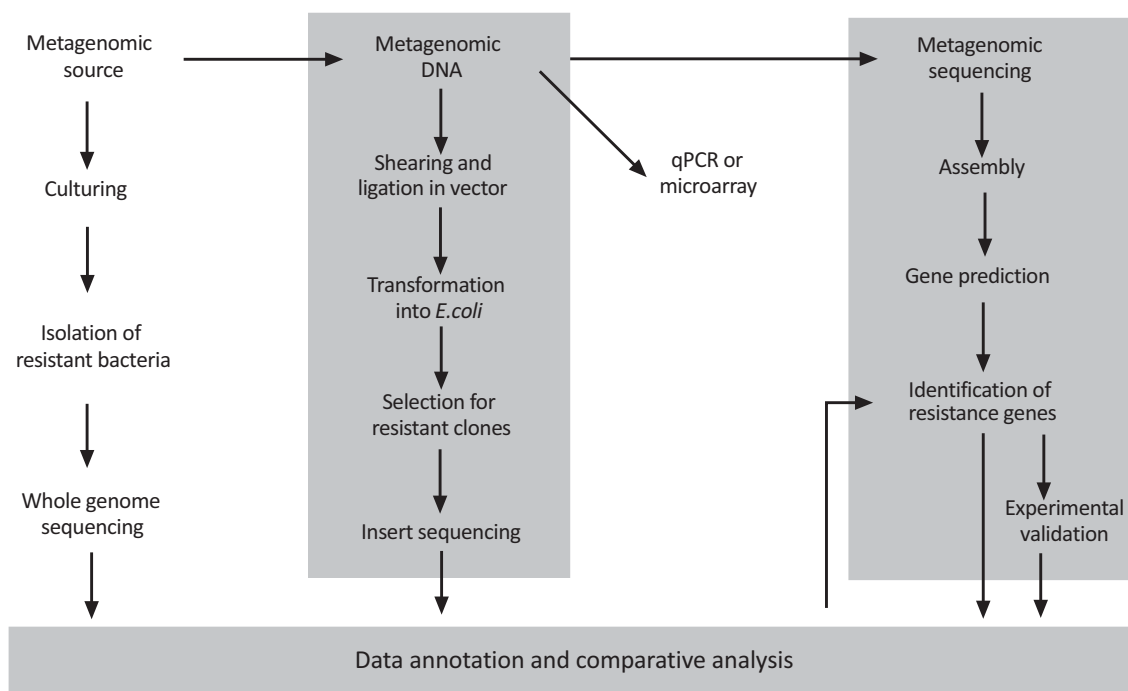 Metagenomic
source
Culturing
Isolation of
resistant bacteria
Whole genome
sequencing
Metagenomic
DNA
Shearing and
ligation in vector
Transformation
into E.coli
Selection for
resistant clones
Insert sequencing
qPCR or
microarray
Metagenomic
sequencing
Assembly
Gene prediction
Identification of
resistance genes
Experimental
validation
Data annotation and comparative analysis